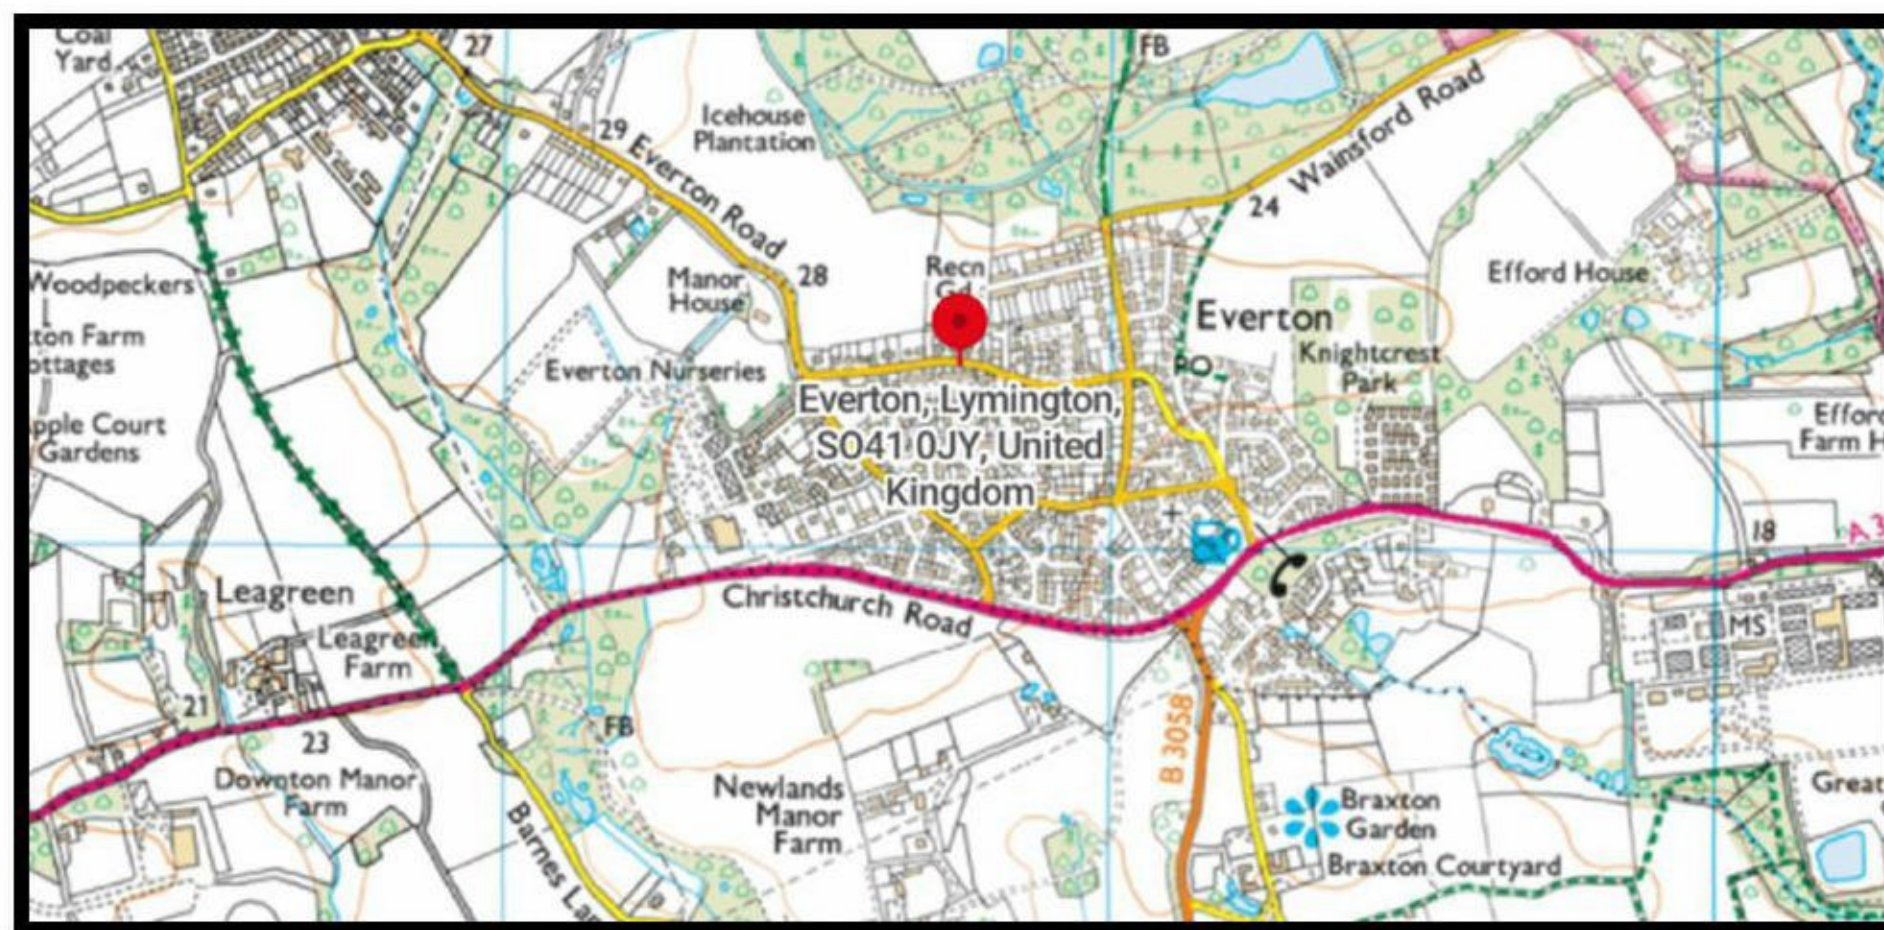 Coal
Yard
27
FB
Icehouse
Plantation
29 Everton Road
Wainsford Road
24
Woodpeckers
Manor
House
28
Recn
Efford House
Everton
ton Farm
ottages
Everton Nurseries
PO
Knightcrest
Park
Everton, Lymington,
SO41 0JY, United
Kingdom
pple Court
Gardens
Effor
Farm H
18
A 3
Leagreen
Christchurch Road
Leagreen
Farm
MS
21
23
FB
B 3058
Downton Manor
Farm
Newlands
Manor
Farm
Braxton
Garden
Great
Barnes Lan
Braxton Courtyard